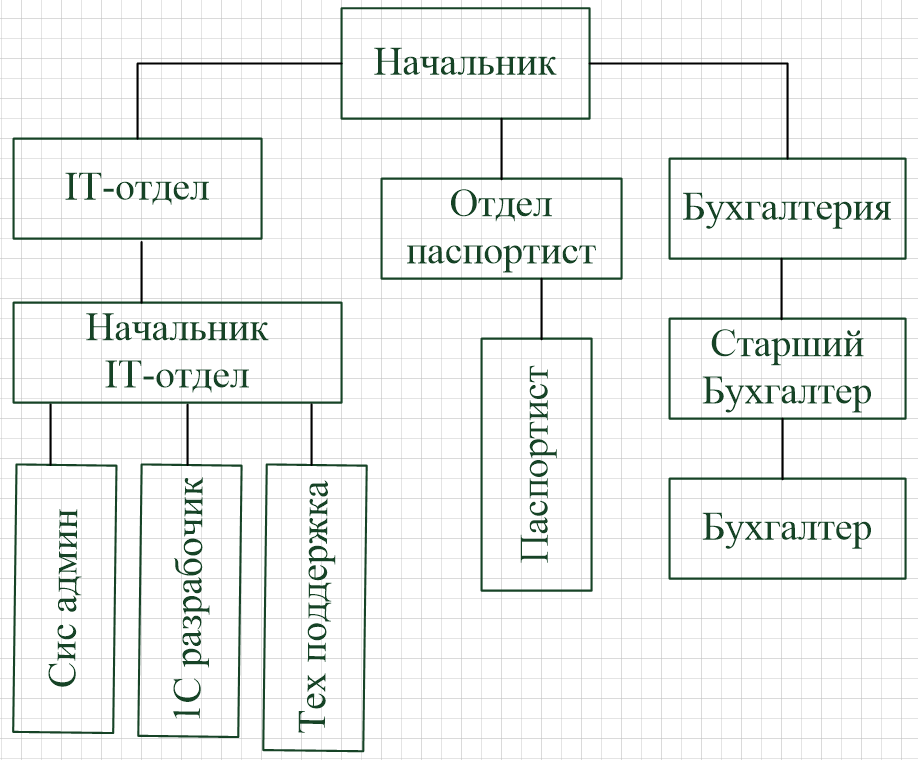 Начальник
IT-отдел
Отдел
паспортист
Бухгалтерия
Начальник
IT-отдел
Старший
Бухгалтер
Сис админ
1С разрабочик
Тех поддержка
Паспортист
Бухгалтер